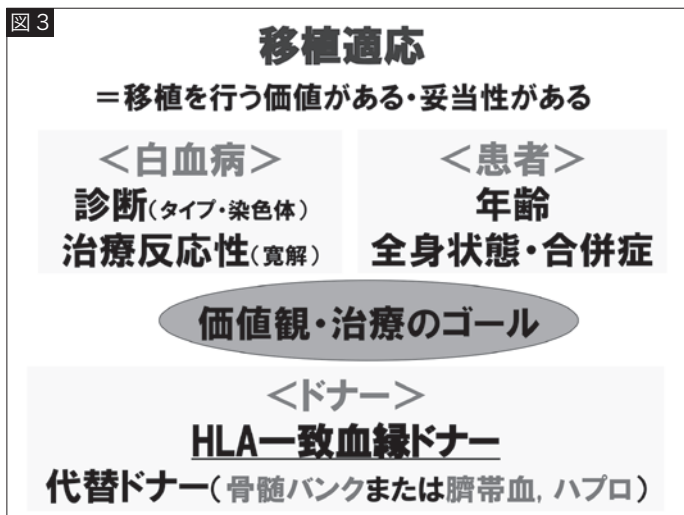 図3
移植適応
＝移植を行う価値がある・妥当性がある
＜白血病＞
診断（タイプ・染色体）
治療反応性（寛解）
＜患者＞
年齢
全身状態・合併症
価値観・治療のゴール
＜ドナー＞
HLA一致血縁ドナー
代替ドナー（骨髄バンクまたは臍帯血，ハプロ）